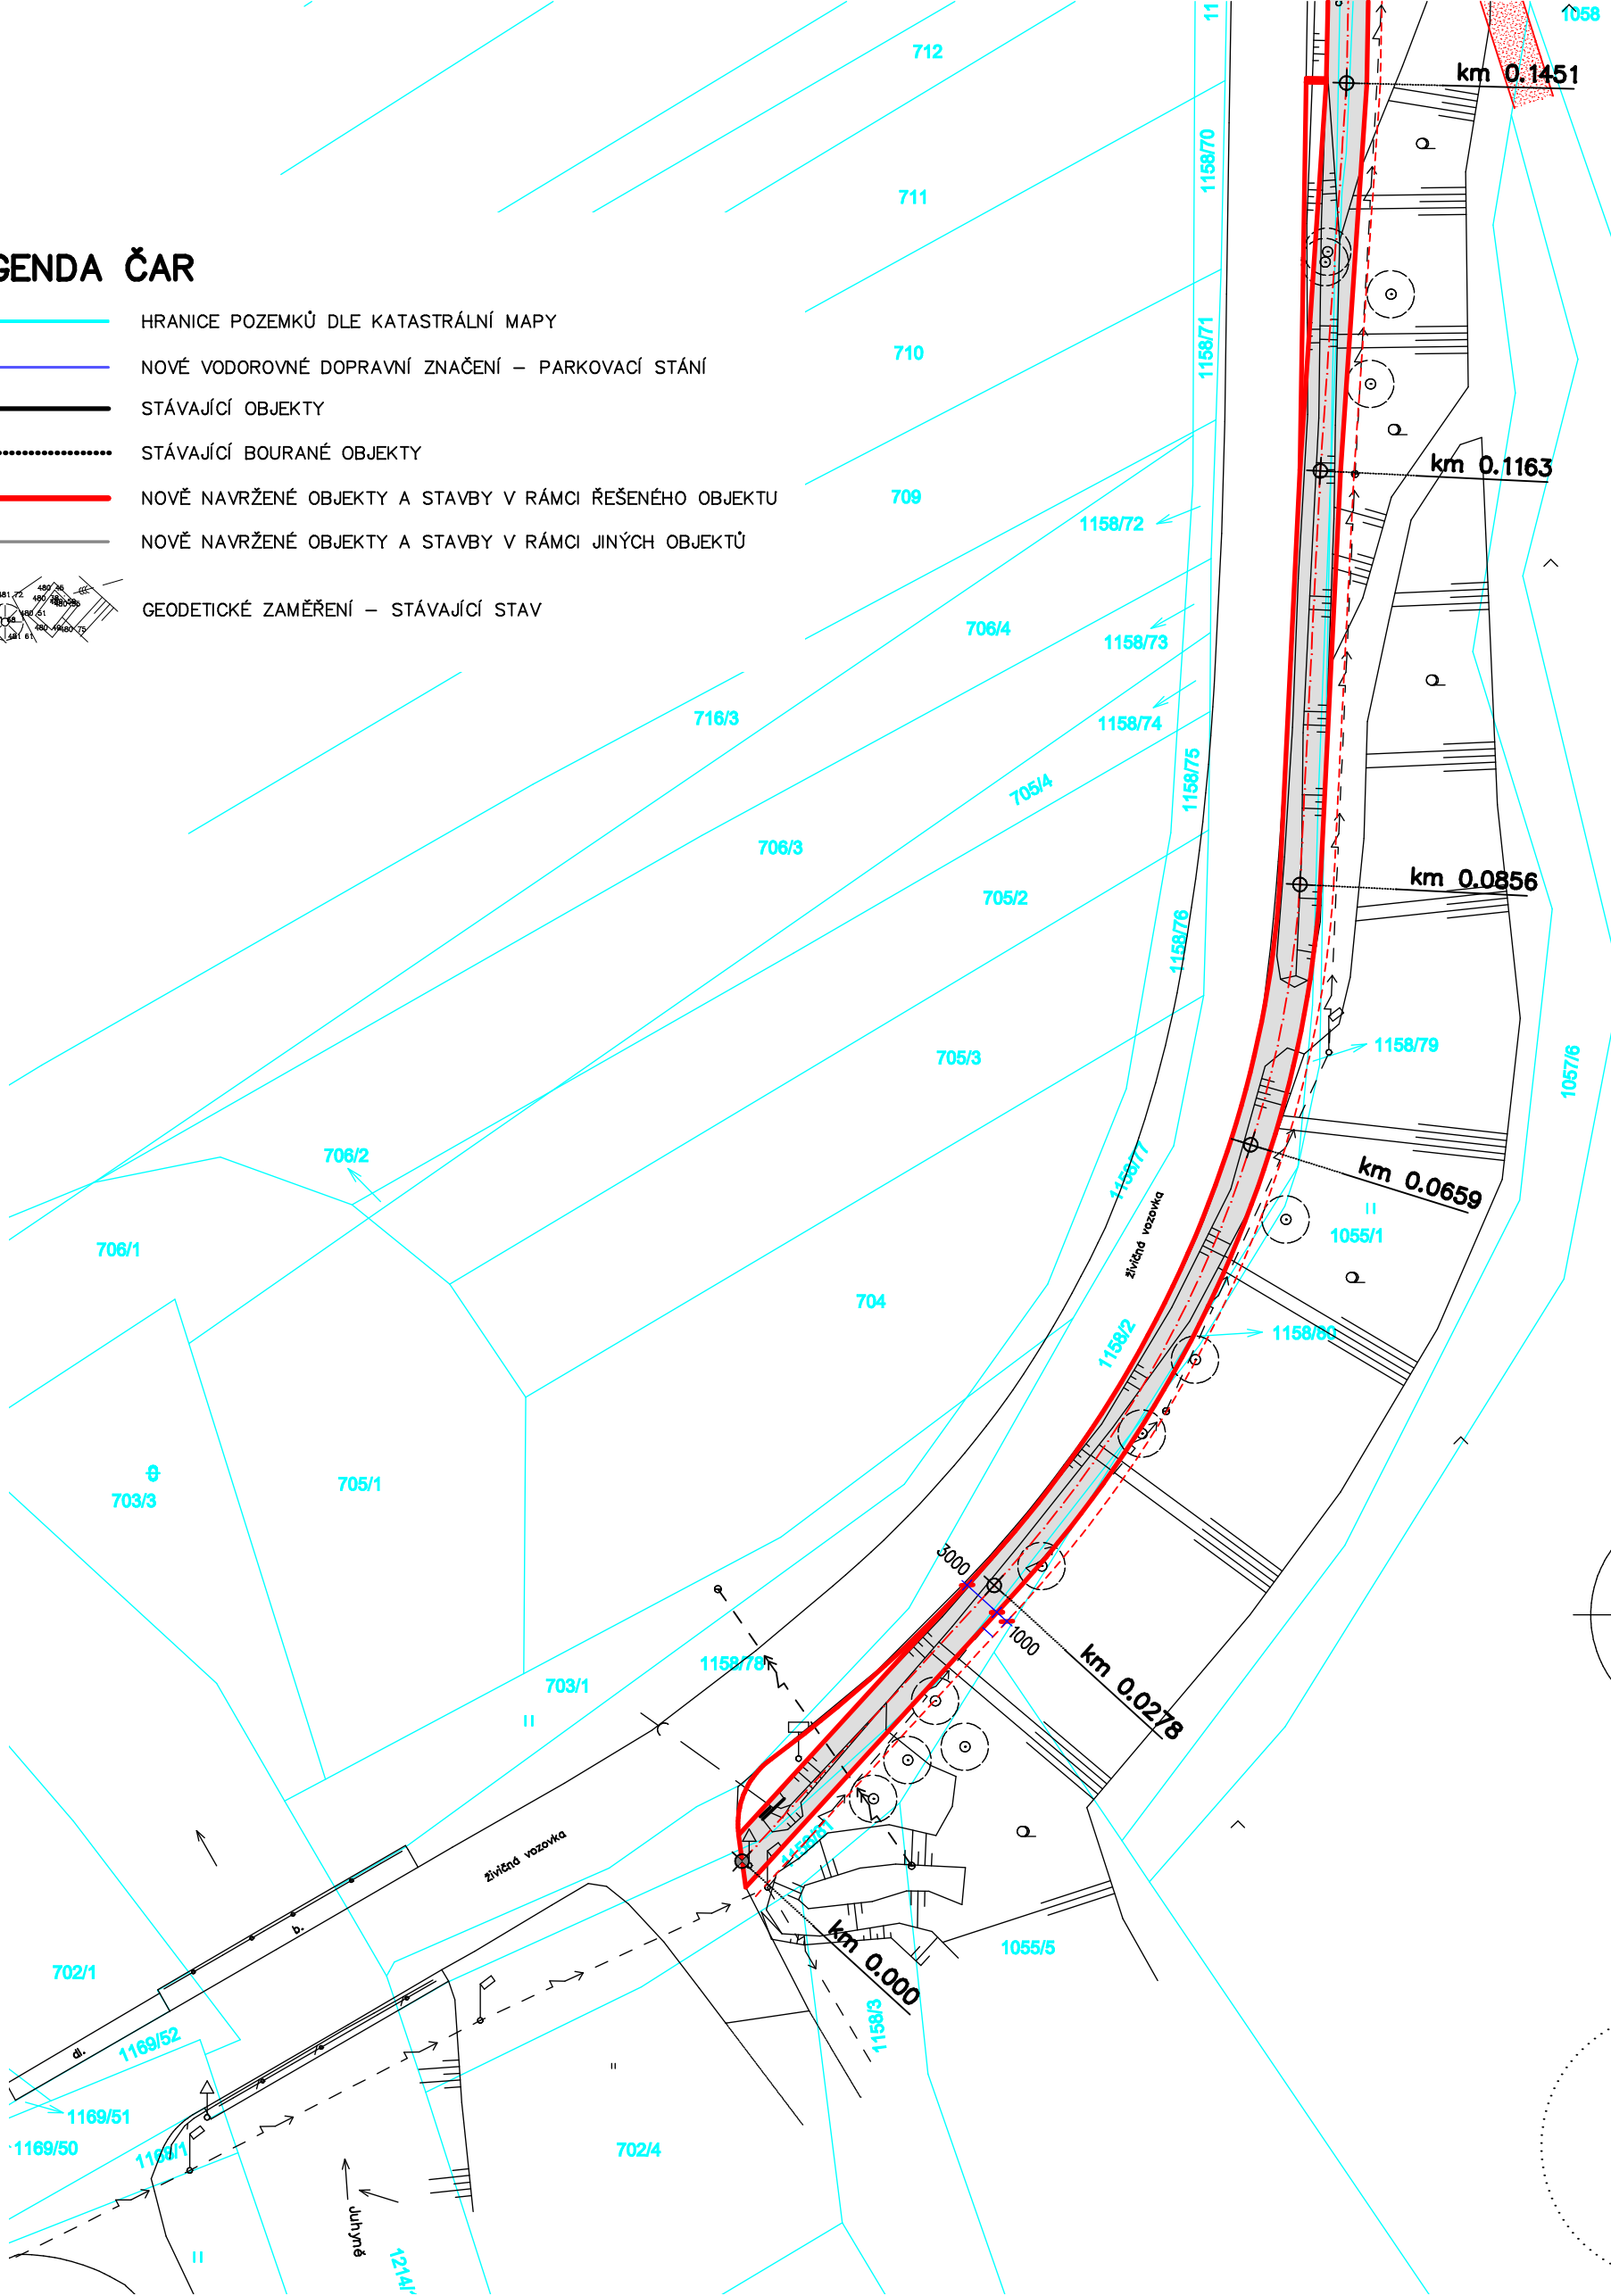 712
1058
km 0.1451
1158/70
711
GENDA ČAR
HRANICE POZEMKŮ DLE KATASTRÁLNÍ MAPY
1158/71
710
NOVÉ VODOROVNÉ DOPRAVNÍ ZNAČENÍ – PARKOVACÍ STÁNÍ
STÁVAJÍCÍ OBJEKTY
STÁVAJÍCÍ BOURANÉ OBJEKTY
km 0.1163
NOVĚ NAVRŽENÉ OBJEKTY A STAVBY V RÁMCI ŘEŠENÉHO OBJEKTU
709
1158/72
NOVĚ NAVRŽENÉ OBJEKTY A STAVBY V RÁMCI JINÝCH OBJEKTŮ
GEODETICKÉ ZAMĚŘENÍ – STÁVAJÍCÍ STAV
706/4
1158/73
716/3
1158/74
1158/75
705/4
706/3
km 0.0856
705/2
1158/76
705/3
1158/79
1057/6
706/2
1158/77
km 0.0659
živičná vozovka
706/1
1055/1
704
1158/2
1158/80
705/1
703/3
3000
1000
1158/78
km 0.0278
703/1
1158/81
živičná vozovka
b.
km 0.000
1055/5
702/1
1158/3
1169/52
dl.
1169/51
1169/50
1168/1
702/4
Juhyně